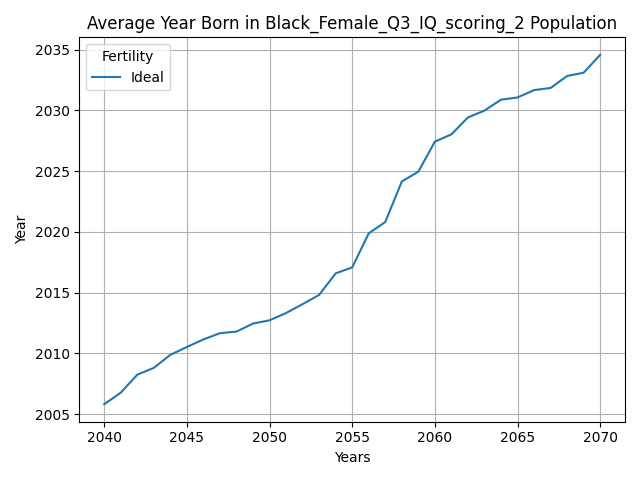 Average Year Born in Black_Female_Q3_IQ_scoring_2 Population
Fertility
Ideal
Year
2035
2030
2025
2020
2015
2010
2005
2040 2045 2050 2055 2060 2065 2070
Years